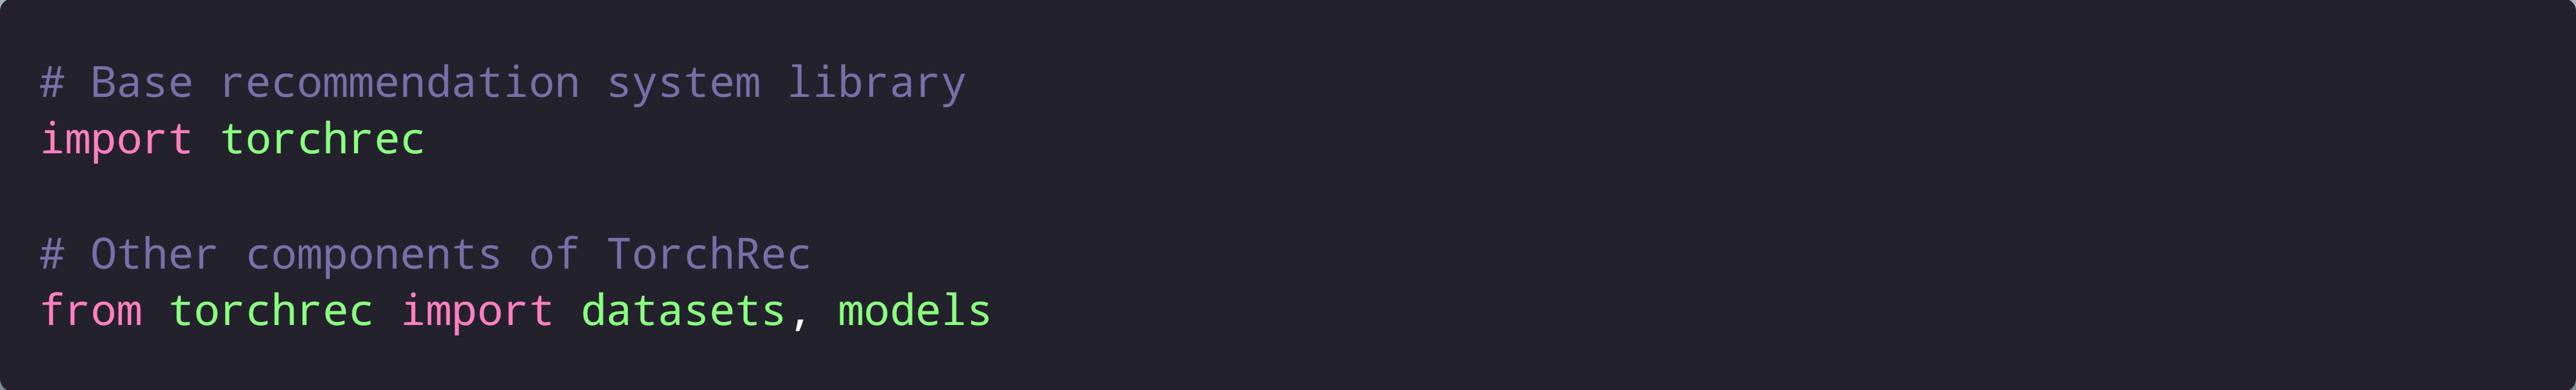 # Base recommendation system library
import torchrec
# Other components of TorchRec
from torchrec import datasets, models